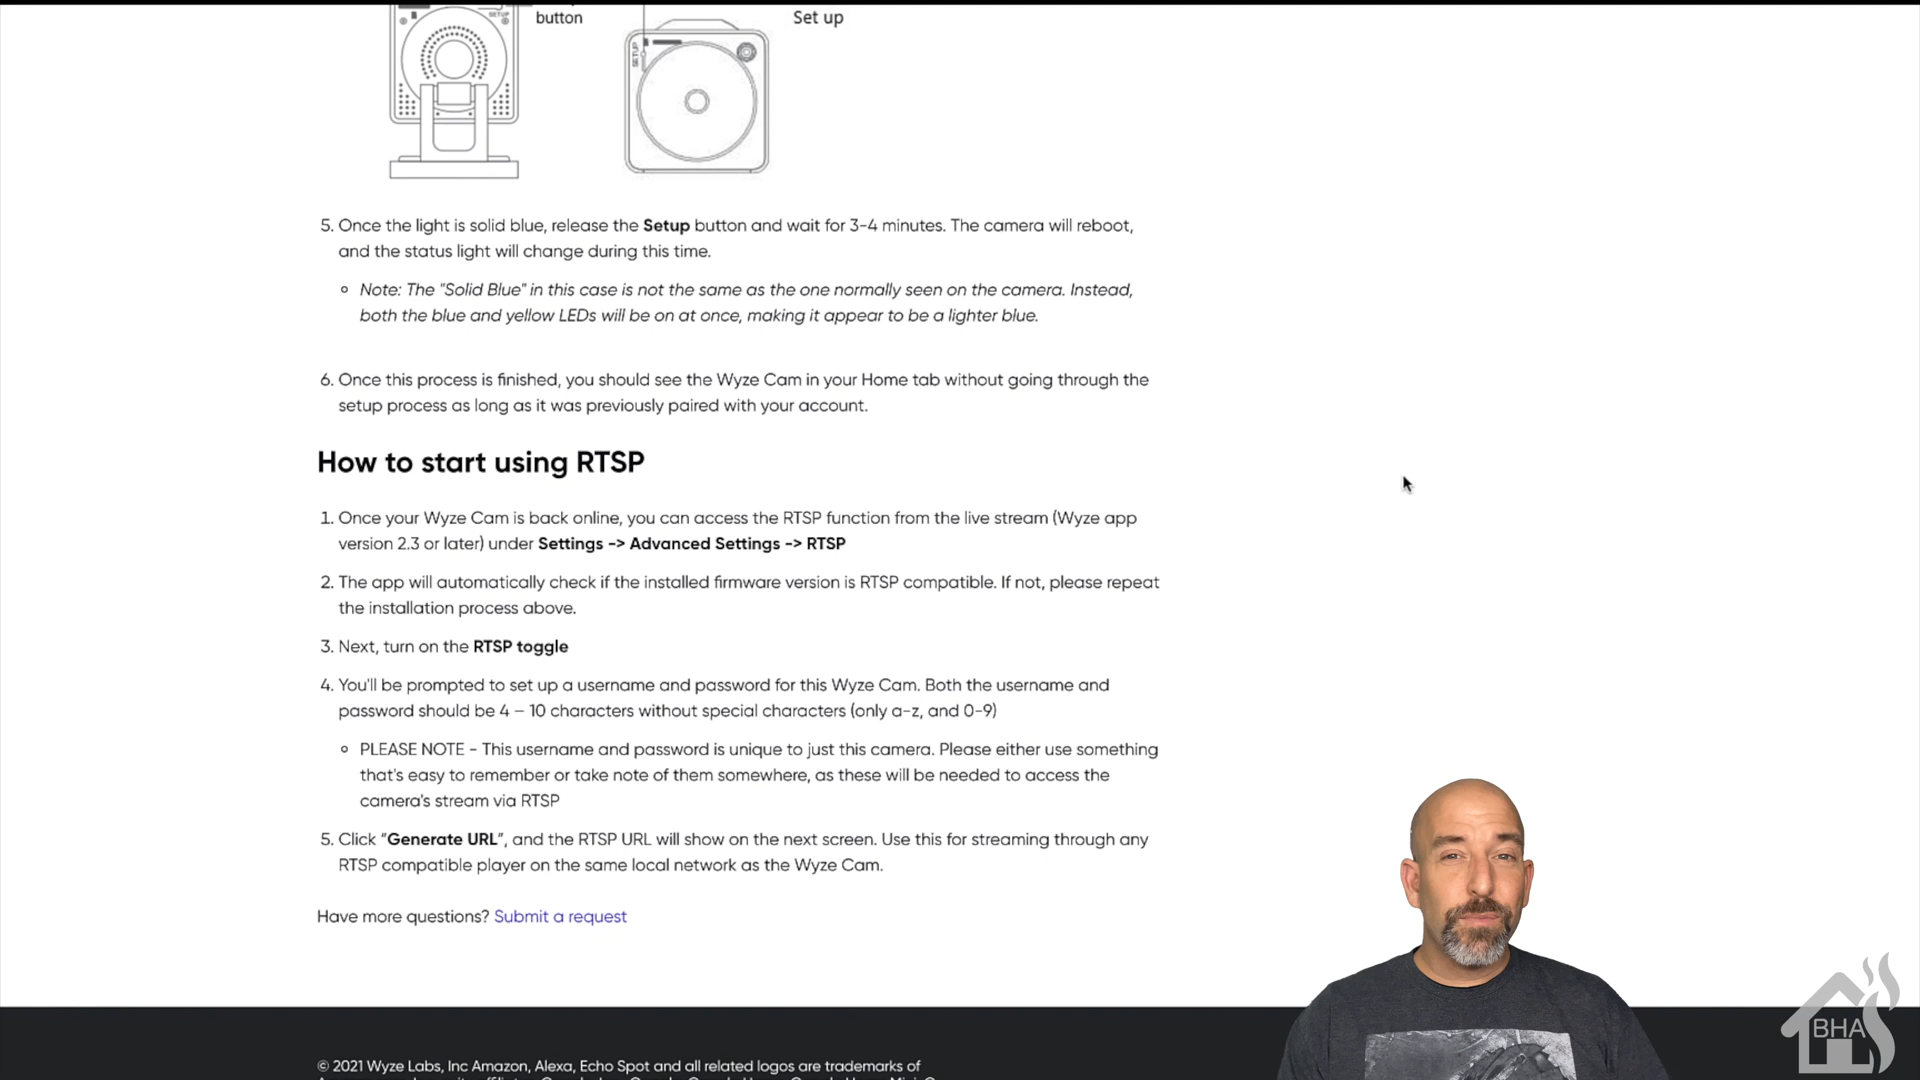 button
Set up
SETUP
SETUP
5. Once the light is solid blue, release the Setup button and wait for 3-4 minutes. The camera will reboot,
and the status light will change during this time.
Note: The "Solid Blue" in this case is not the same as the one normally seen on the camera. Instead,
both the blue and yellow LEDs will be on at once, making it appear to be a lighter blue.
6. Once this process is finished, you should see the Wyze Cam in your Home tab without going through the
setup process as long as it was previously paired with your account.
How to start using RTSP
1. Once your Wyze Cam is back online, you can access the RTSP function from the live stream (Wyze app
version 2.3 or later) under Settings -> Advanced Settings -> RTSP
2. The app will automatically check if the installed firmware version is RTSP compatible. If not, please repeat
the installation process above.
3. Next, turn on the RTSP toggle
4. You'll be prompted to set up a username and password for this Wyze Cam. Both the username and
password should be 4 – 10 characters without special characters (only a-z, and 0-9)
PLEASE NOTE - This username and password is unique to just this camera. Please either use something
that's easy to remember or take note of them somewhere, as these will be needed to access the
camera's stream via RTSP
5. Click “Generate URL”, and the RTSP URL will show on the next screen. Use this for streaming through any
RTSP compatible player on the same local network as the Wyze Cam.
Have more questions? Submit a request
BHA
© 2021 Wyze Labs, Inc Amazon, Alexa, Echo Spot and all related logos are trademarks of